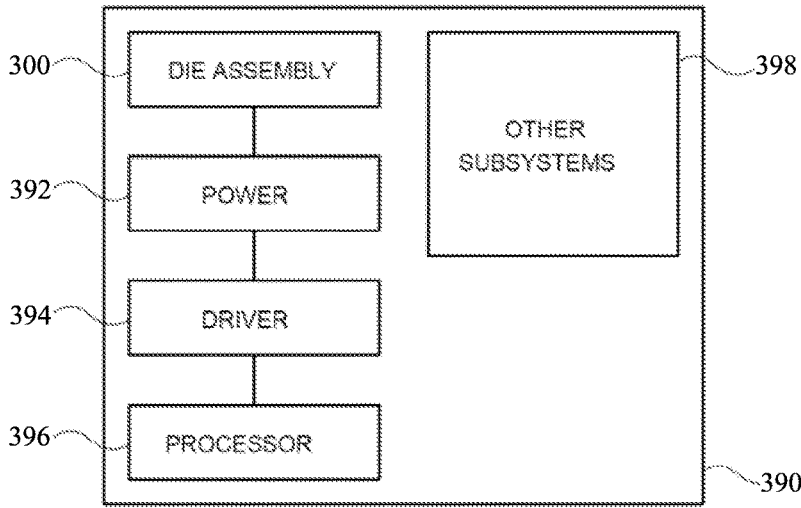 300
DIE ASSEMBLY
OTHER
SUBSYSTEMS
398
392
POWER
394
DRIVER
396
PROCESSOR
390